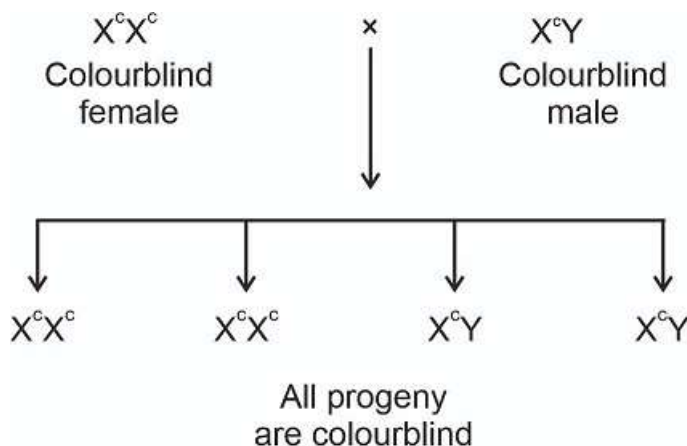 XᶜXᶜ × XᶜY
Colourblind female Colourblind male
XᶜXᶜ XᶜXᶜ XᶜY XᶜY
All progeny
are colourblind